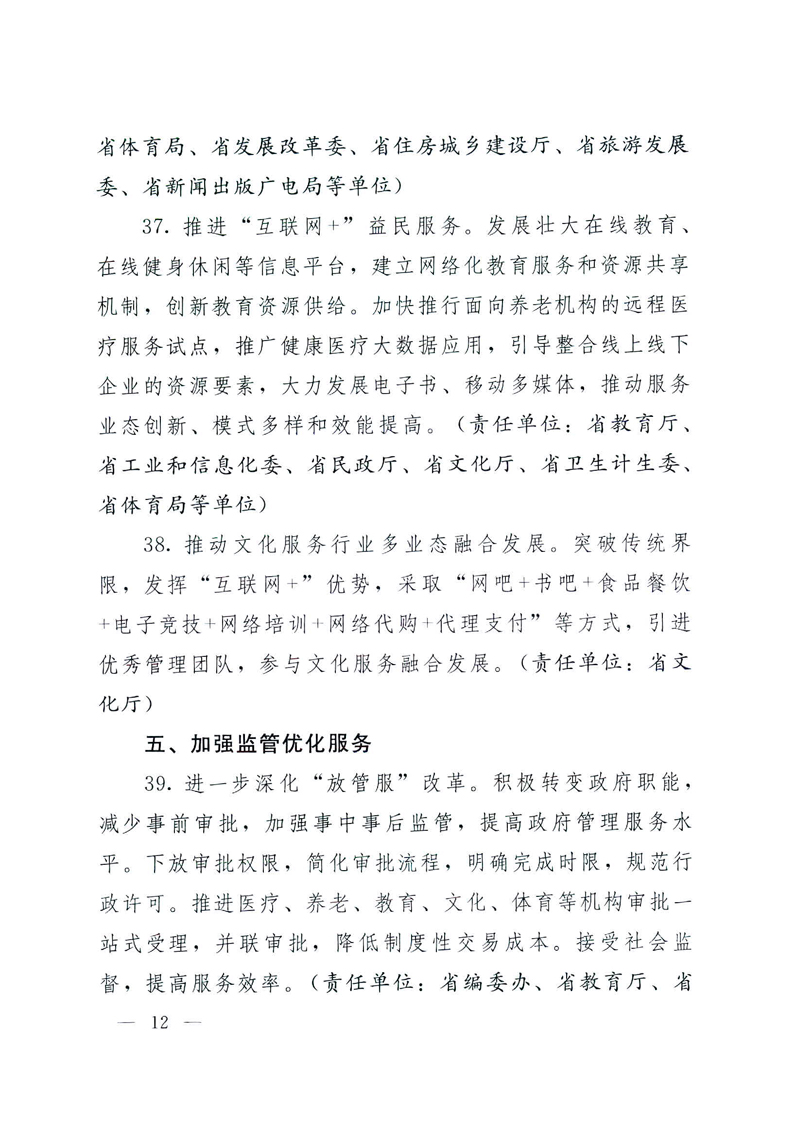 省体育局、省发展改革委、省住房城乡建设厅、省旅游发展
委、省新闻出版广电局等单位）
37. 推进“互联网+”益民服务。发展壮大在线教育、
在线健身休闲等信息平台，建立网络化教育服务和资源共享
机制，创新教育资源供给。加快推行面向养老机构的远程医
疗服务试点，推广健康医疗大数据应用，引导整合线上线下
企业的资源要素，大力发展电子书、移动多媒体，推动服务
业态创新、模式多样和效能提高。（责任单位：省教育厅、
省工业和信息化委、省民政厅、省文化厅、省卫生计生委、
省体育局等单位）
38. 推动文化服务行业多业态融合发展。突破传统界
限，发挥“互联网+”优势，采取“网吧+书吧+食品餐饮
+电子竞技+网络培训+网络代购+代理支付”等方式，引进
优秀管理团队，参与文化服务融合发展。（责任单位：省文
化厅）
五、加强监管优化服务
39. 进一步深化“放管服”改革。积极转变政府职能，
减少事前审批，加强事中事后监管，提高政府管理服务水
平。下放审批权限，简化审批流程，明确完成时限，规范行
政许可。推进医疗、养老、教育、文化、体育等机构审批一
站式受理，并联审批，降低制度性交易成本。接受社会监
督，提高服务效率。（责任单位：省编委办、省教育厅、省
— 12 —